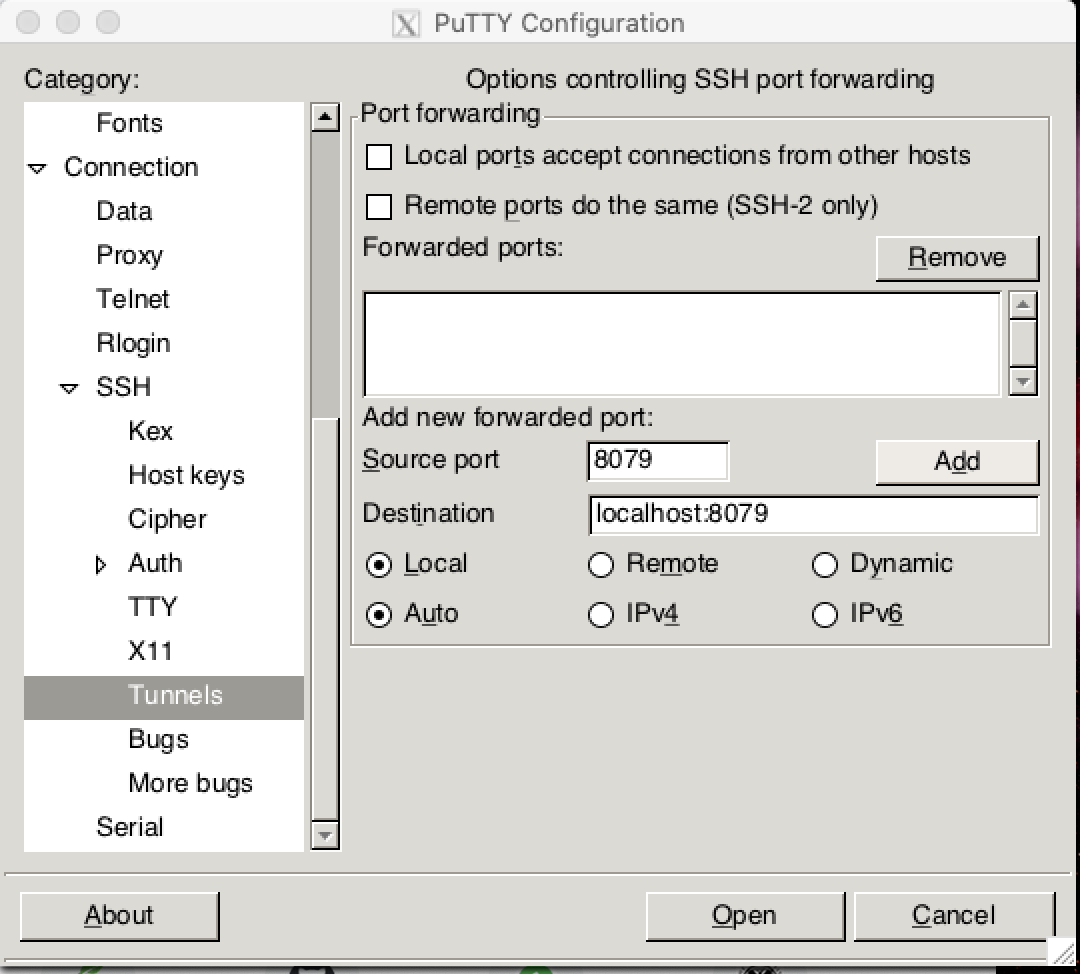 PuTTY Configuration
Category:
Fonts
Connection
Data
Proxy
Telnet
Rlogin
SSH
Kex
Host keys
Cipher
Auth
TTY
X11
Tunnels
Bugs
More bugs
Serial
Options controlling SSH port forwarding
Port forwarding
Local ports accept connections from other hosts
Remote ports do the same (SSH-2 only)
Forwarded ports:
Remove
Add new forwarded port:
Source port 8079 Add
Destination localhost:8079
Local Remote Dynamic
Auto IPv4 IPv6
About Open Cancel